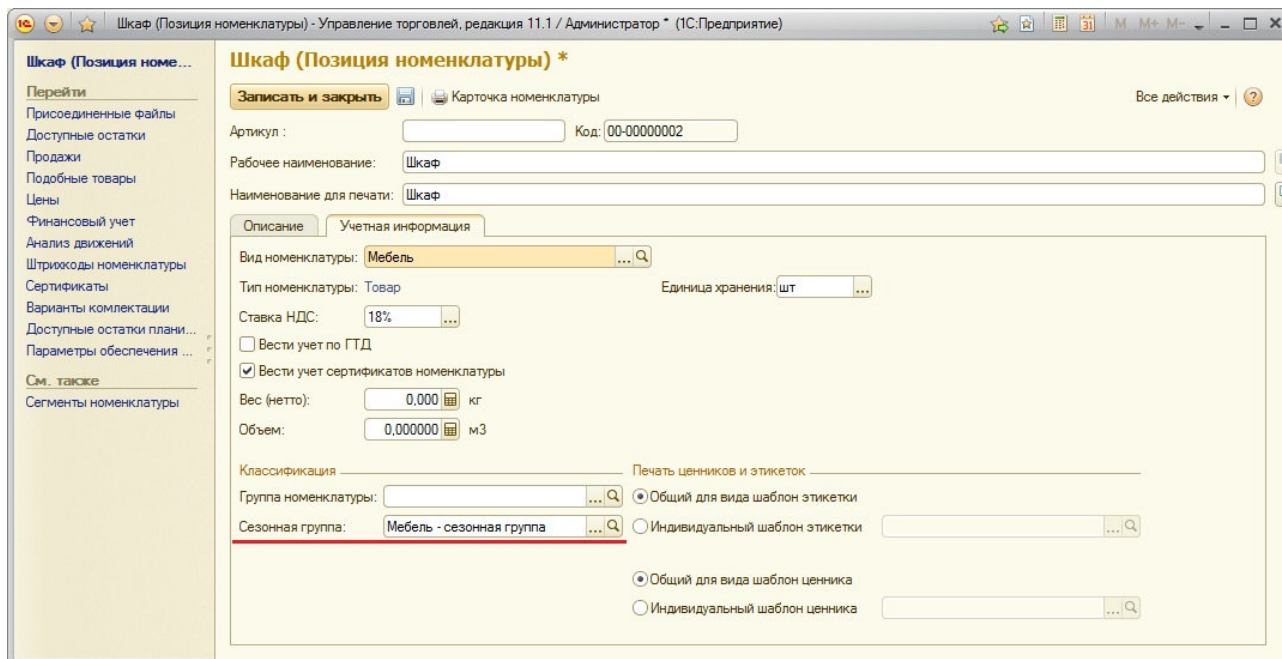 Шкаф (Позиция номенклатуры) - Управление торговлей, редакция 11.1 / Администратор * (1С:Предприятие) M M+ M-
Шкаф (Позиция номе...
Перейти
Присоединенные файлы
Доступные остатки
Продажи
Подобные товары
Цены
Финансовый учет
Анализ движений
Штрихкоды номенклатуры
Сертификаты
Варианты комлектации
Доступные остатки плани...
Параметры обеспечения ...
См. также
Сегменты номенклатуры
Шкаф (Позиция номенклатуры) *
Записать и закрыть Карточка номенклатуры Все действия
Артикул : Код: 00-00000002
Рабочее наименование: Шкаф
Наименование для печати: Шкаф
Описание Учетная информация
Вид номенклатуры: Мебель ...
Тип номенклатуры: Товар Единица хранения: шт ...
Ставка НДС: 18% ...
Вести учет по ГТД
Вести учет сертификатов номенклатуры
Вес (нетто): 0,000 кг
Объем: 0,000000 м3
Классификация Печать ценников и этикеток
Группа номенклатуры: ... Общий для вида шаблон этикетки
Сезонная группа: Мебель - сезонная группа ... Индивидуальный шаблон этикетки ...
Общий для вида шаблон ценника
Индивидуальный шаблон ценника ...